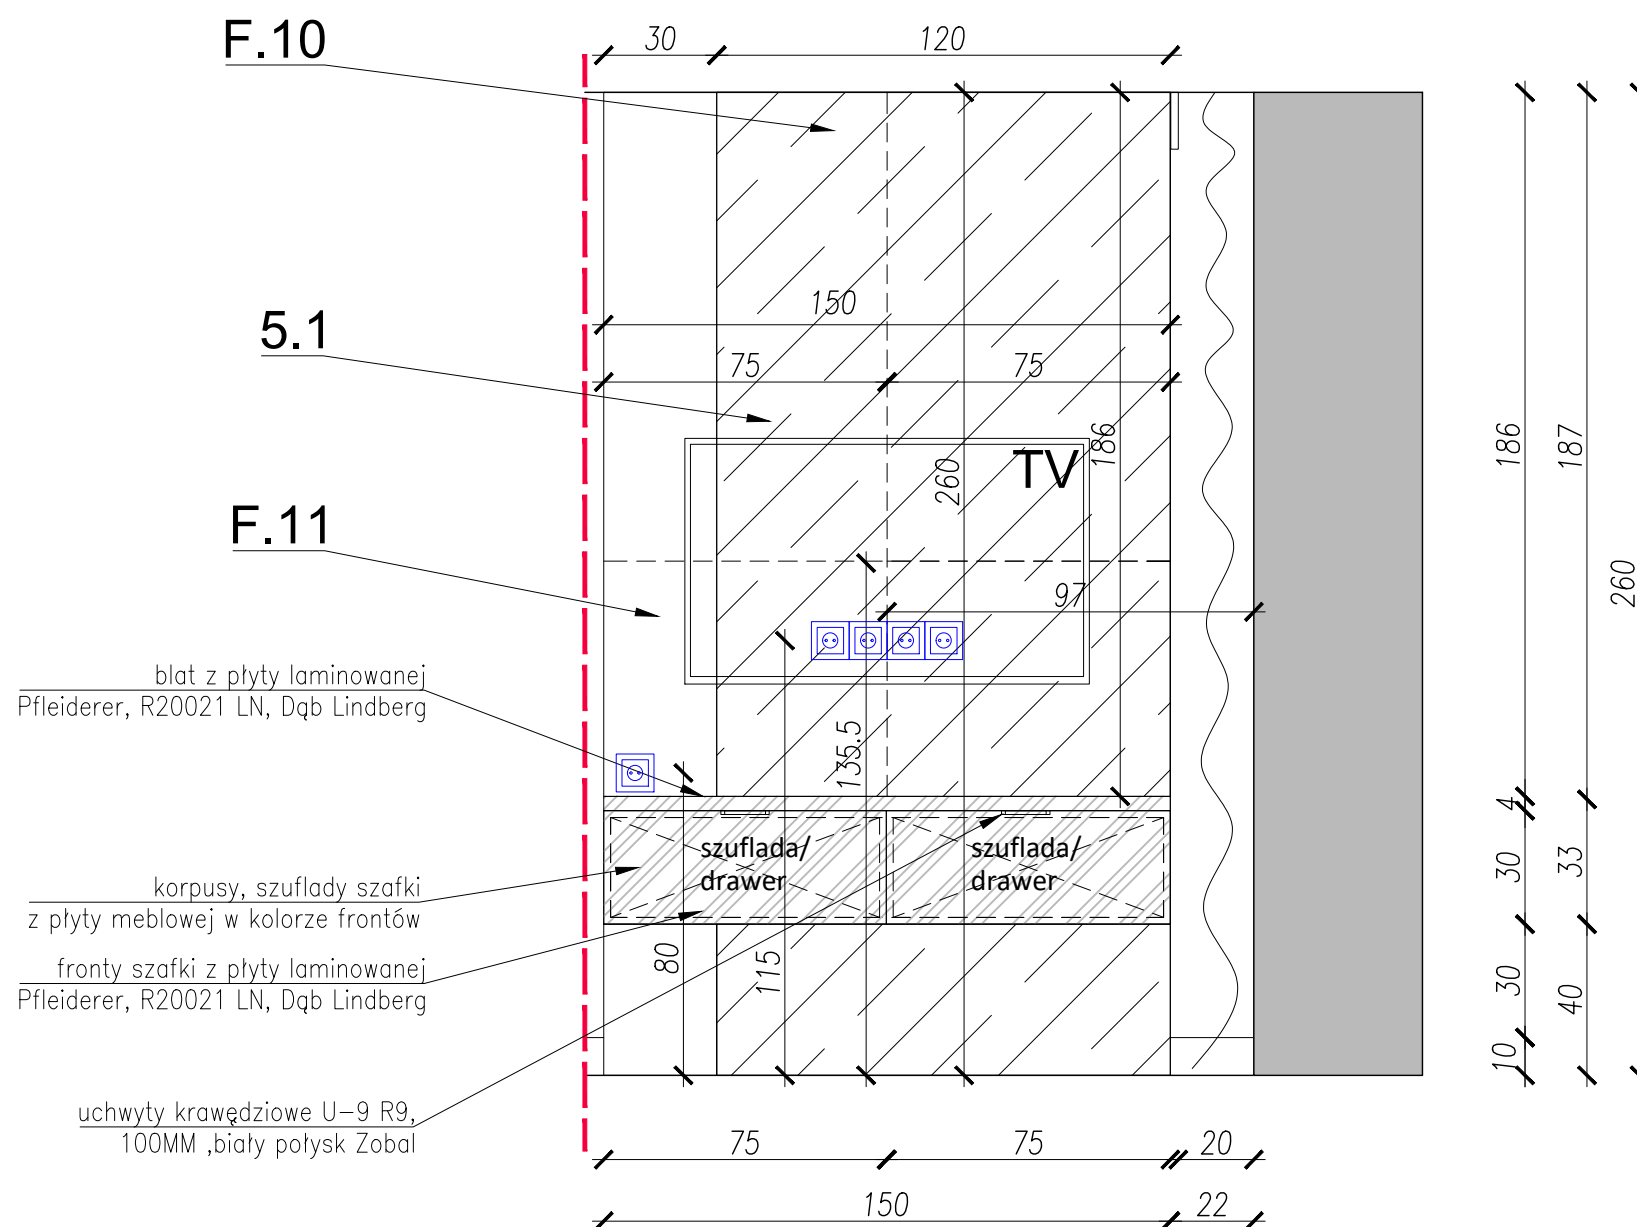 F.10
30
120
5.1
150
75
75
186
260
TV
F.11
97
135.5
blat z płyty laminowanej
Pfleiderer, R20021 LN, Dąb Lindberg
szuflada/
drawer
szuflada/
drawer
korpusy, szuflady szafki
z płyty meblowej w kolorze frontów
fronty szafki z płyty laminowanej
Pfleiderer, R20021 LN, Dąb Lindberg
80
115
uchwyty krawędziowe U-9 R9,
100MM ,biały połysk Zobal
75
75
20
150
22
186
4
30
30
10
187
33
40
260